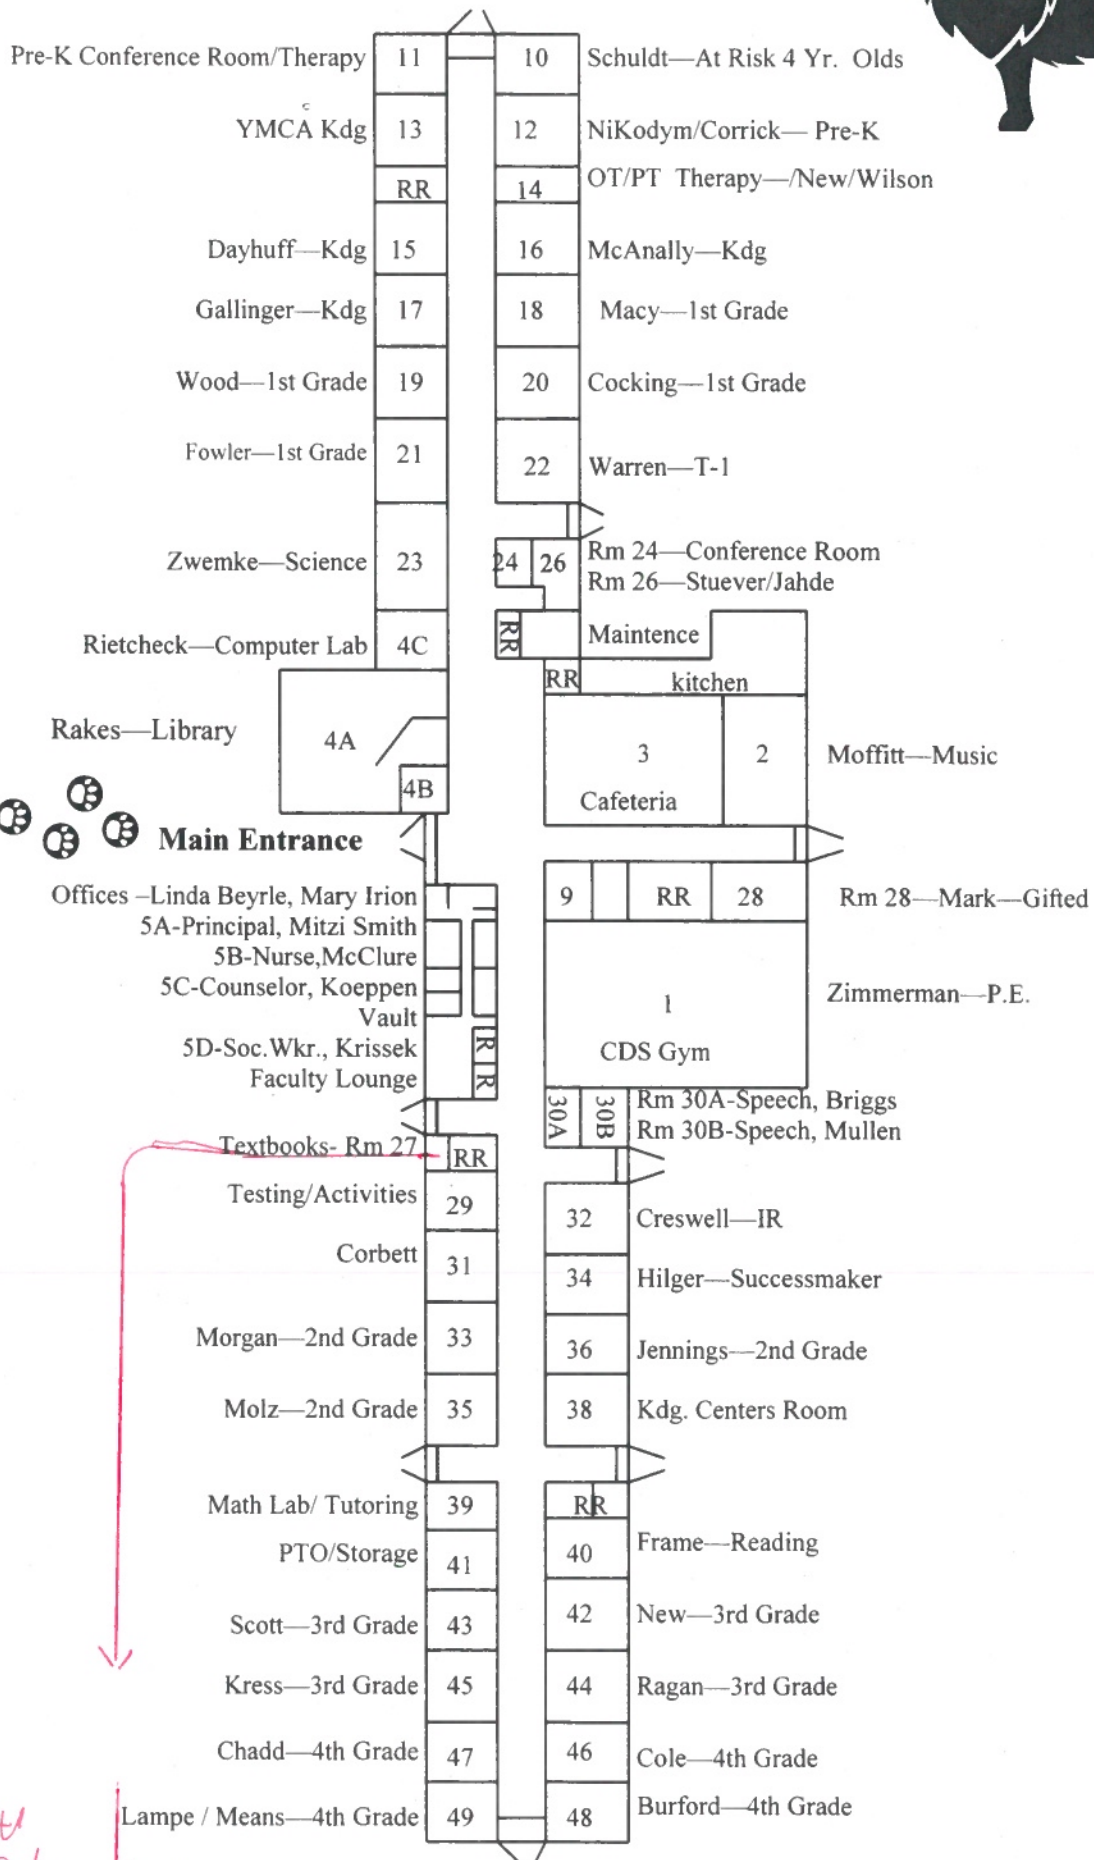 Pre-K Conference Room/Therapy 11 10 Schuldt—At Risk 4 Yr. Olds
YMCA Kdg 13 12 NiKodym/Corrick— Pre-K
RR 14 OT/PT Therapy—/New/Wilson
Dayhuff—Kdg 15 16 McAnally—Kdg
Gallinger—Kdg 17 18 Macy—1st Grade
Wood—1st Grade 19 20 Cocking—1st Grade
Fowler—1st Grade 21 22 Warren—T-1
Zwemke—Science 23 24 26 Rm 24—Conference Room
Rm 26—Stuever/Jahde
Rietcheck—Computer Lab 4C RR Maintence
RR kitchen
Rakes—Library 4A 3 2 Moffitt—Music
4B Cafeteria
Main Entrance
Offices –Linda Beyrle, Mary Irion 9 RR 28 Rm 28—Mark—Gifted
5A-Principal, Mitzi Smith
5B-Nurse,McClure
5C-Counselor, Koeppen 1 Zimmerman—P.E.
Vault
5D-Soc.Wkr., Krissek R CDS Gym
Faculty Lounge R
30A 30B Rm 30A-Speech, Briggs
Rm 30B-Speech, Mullen
Textbooks- Rm 27 RR
Testing/Activities 29 32 Creswell—IR
Corbett 31 34 Hilger—Successmaker
Morgan—2nd Grade 33 36 Jennings—2nd Grade
Molz—2nd Grade 35 38 Kdg. Centers Room
Math Lab/ Tutoring 39 RR
PTO/Storage 41 40 Frame—Reading
Scott—3rd Grade 43 42 New—3rd Grade
Kress—3rd Grade 45 44 Ragan—3rd Grade
Chadd—4th Grade 47 46 Cole—4th Grade
Lampe / Means—4th Grade 49 48 Burford—4th Grade